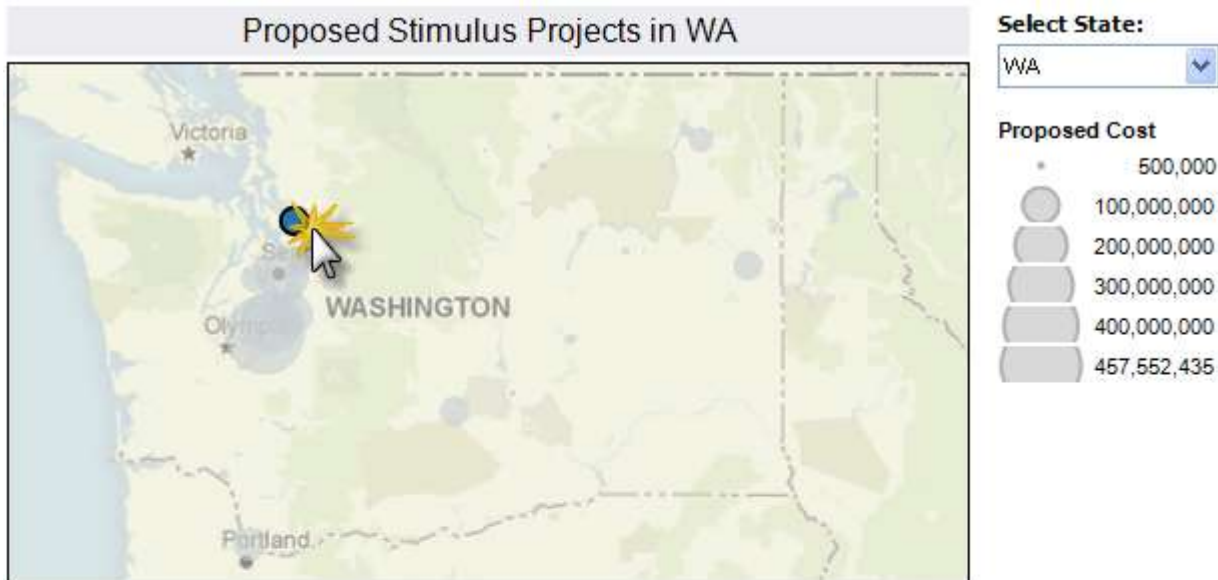 Proposed Stimulus Projects in WA
Select State:
WA
Proposed Cost
500,000
100,000,000
200,000,000
300,000,000
400,000,000
457,552,435
Victoria
WASHINGTON
Olympia
Portland